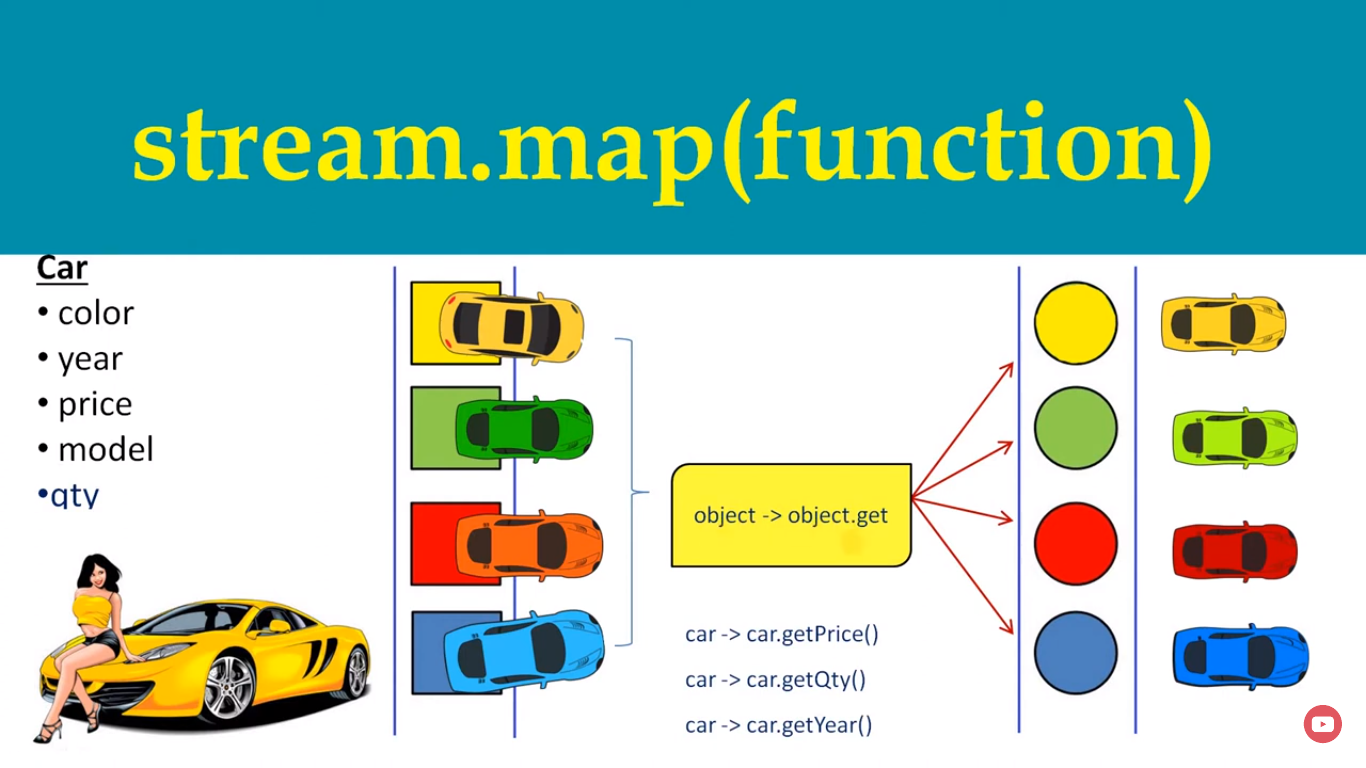 stream.map(function)
Car
• color
• year
• price
• model
•qty
object -> object.get
car -> car.getPrice()
car -> car.getQty()
car -> car.getYear()